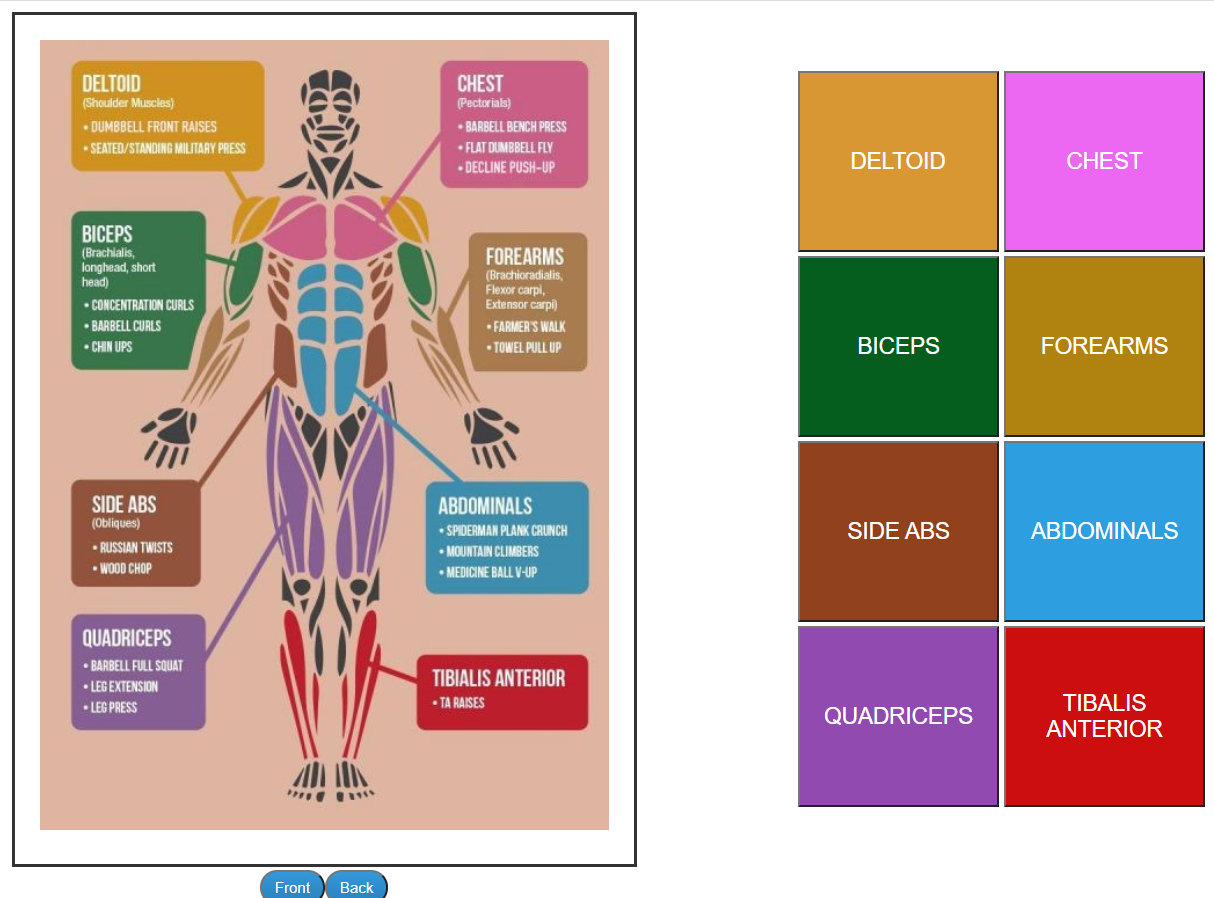 DELTOID
(Shoulder Muscles)
• DUMBBELL FRONT RAISES
• SEATED/STANDING MILITARY PRESS
CHEST
(Pectorials)
• BARBELL BENCH PRESS
• FLAT DUMBBELL FLY
• DECLINE PUSH-UP
BICEPS
(Brachialis,
longhead, short
head)
• CONCENTRATION CURLS
• BARBELL CURLS
• CHIN UPS
FOREARMS
(Brachioradialis,
Flexor carpi,
Extensor carpi)
• FARMER'S WALK
• TOWEL PULL UP
SIDE ABS
(Obliques)
• RUSSIAN TWISTS
• WOOD CHOP
ABDOMINALS
• SPIDERMAN PLANK CRUNCH
• MOUNTAIN CLIMBERS
• MEDICINE BALL V-UP
QUADRICEPS
• BARBELL FULL SQUAT
• LEG EXTENSION
• LEG PRESS
TIBIALIS ANTERIOR
• TA RAISES
Front
Back
DELTOID
CHEST
BICEPS
FOREARMS
SIDE ABS
ABDOMINALS
QUADRICEPS
TIBALIS
ANTERIOR